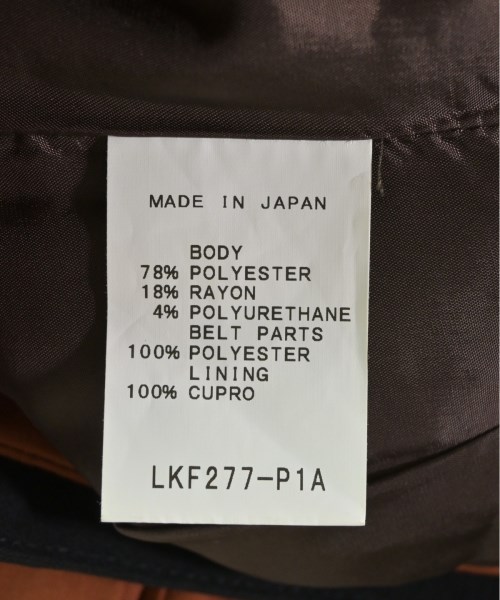 MADE IN JAPAN
BODY
78% POLYESTER
18% RAYON
4% POLYURETHANE
BELT PARTS
100% POLYESTER
LINING
100% CUPRO
LKF277-P1A